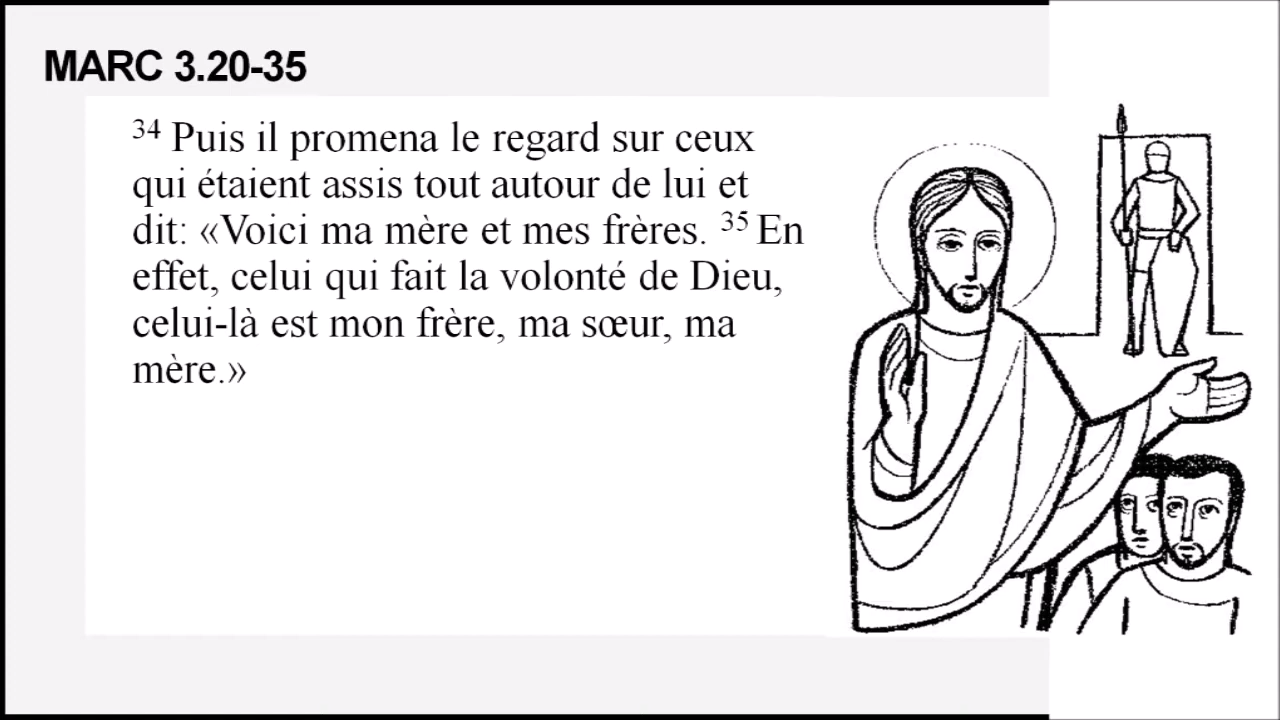 MARC 3.20-35
34 Puis il promena le regard sur ceux
qui étaient assis tout autour de lui et
dit: «Voici ma mère et mes frères. 35 En
effet, celui qui fait la volonté de Dieu,
celui-là est mon frère, ma sœur, ma
mère.»